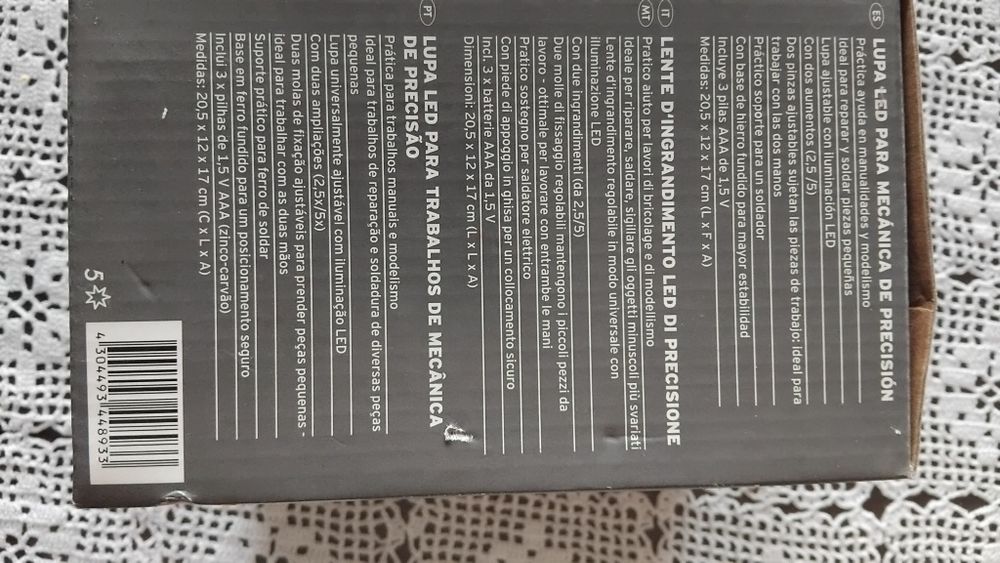 ES
LUPA LED PARA MECÁNICA DE PRECISIÓN
Práctica ayuda en manualidades y modelismo
Ideal para reparar y soldar piezas pequeñas
Lupa ajustable con iluminación LED
Con dos aumentos (2,5/5)
Dos pinzas ajustables sujetan las piezas de trabajo: ideal para
trabajar con las dos manos
Práctico soporte para un soldador
Con base de hierro fundido para mayor estabilidad
Incluye 3 pilas AAA de 1,5 V
Medidas: 20,5 x 12 x 17 cm (L x F x A)
IT
MT
LENTE D'INGRANDIMENTO LED DI PRECISIONE
Pratico aiuto per lavori di bricolage e di modellismo
Ideale per riparare, saldare, sigillare gli oggetti minuscoli più svariati
Lente d'ingrandimento regolabile in modo universale con
illuminazione LED
Con due ingrandimenti (da 2,5/5)
Due molle di fissaggio regolabili mantengono i piccoli pezzi da
lavoro - ottimale per lavorare con entrambe le mani
Pratico sostegno per saldatore elettrico
Con piede di appoggio in ghisa per un collocamento sicuro
Incl. 3 x batterie AAA da 1,5 V
Dimensioni: 20,5 x 12 x 17 cm (L x L x A)
PT
LUPA LED PARA TRABALHOS DE MECÂNICA
DE PRECISÃO
Prática para trabalhos manuais e modelismo
Ideal para trabalhos de reparação e soldadura de diversas peças
pequenas
Lupa universalmente ajustável com iluminação LED
Com duas ampliações (2,5x/5x)
Duas molas de fixação ajustáveis para prender peças pequenas -
ideal para trabalhar com as duas mãos
Suporte prático para ferro de soldar
Base em ferro fundido para um posicionamento seguro
Inclui 3 x pilhas de 1,5 V AAA (zinco-carvão)
Medidas: 20,5 x 12 x 17 cm (C x L x A)
5
4 304493 448933